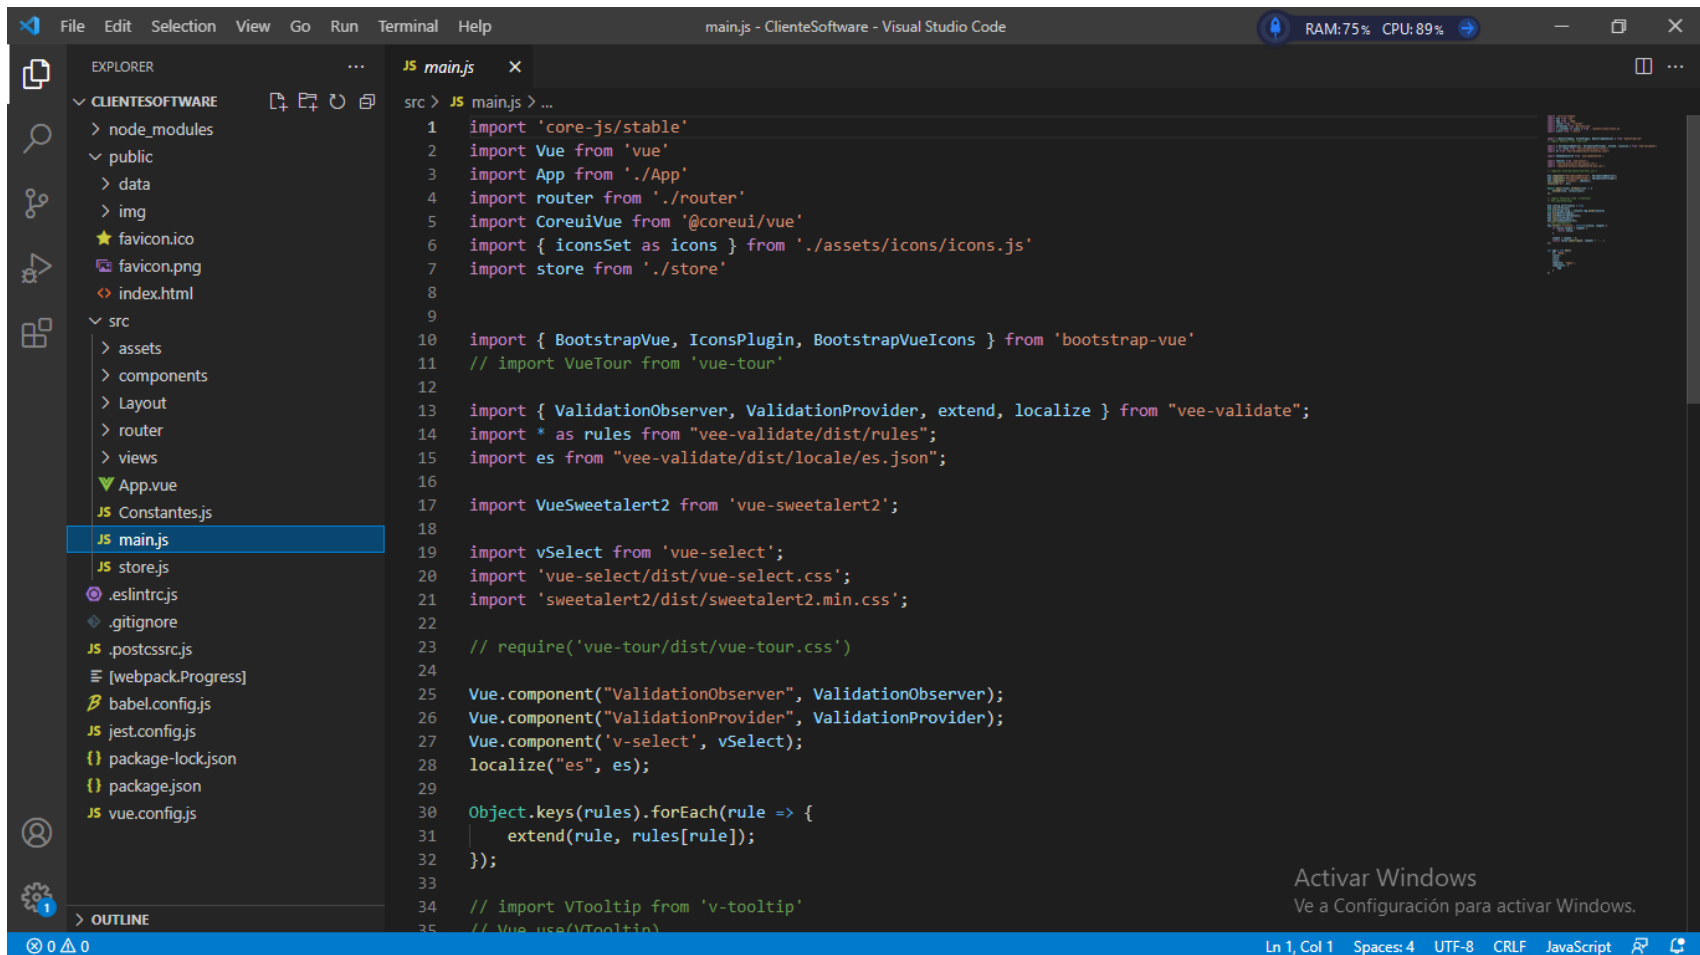 File Edit Selection View Go Run Terminal Help
main.js - ClienteSoftware - Visual Studio Code
RAM:75% CPU:89%
EXPLORER
CLIENTESOFTWARE
node_modules
public
data
img
favicon.ico
favicon.png
index.html
src
assets
components
Layout
router
views
App.vue
JS Constantes.js
JS main.js
JS store.js
.eslintrc.js
.gitignore
JS .postcssrc.js
[webpack.Progress]
babel.config.js
JS jest.config.js
{} package-lock.json
{} package.json
JS vue.config.js
OUTLINE
1
JS main.js
src > JS main.js > ...
1 import 'core-js/stable'
2 import Vue from 'vue'
3 import App from './App'
4 import router from './router'
5 import CoreuiVue from '@coreui/vue'
6 import { iconsSet as icons } from './assets/icons/icons.js'
7 import store from './store'
8
9
10 import { BootstrapVue, IconsPlugin, BootstrapVueIcons } from 'bootstrap-vue'
11 // import VueTour from 'vue-tour'
12
13 import { ValidationObserver, ValidationProvider, extend, localize } from "vee-validate";
14 import * as rules from "vee-validate/dist/rules";
15 import es from "vee-validate/dist/locale/es.json";
16
17 import VueSweetalert2 from 'vue-sweetalert2';
18
19 import vSelect from 'vue-select';
20 import 'vue-select/dist/vue-select.css';
21 import 'sweetalert2/dist/sweetalert2.min.css';
22
23 // require('vue-tour/dist/vue-tour.css')
24
25 Vue.component("ValidationObserver", ValidationObserver);
26 Vue.component("ValidationProvider", ValidationProvider);
27 Vue.component('v-select', vSelect);
28 localize("es", es);
29
30 Object.keys(rules).forEach(rule => {
31 extend(rule, rules[rule]);
32 });
33
34 // import VTooltip from 'v-tooltip'
35 // Vue.use(VTooltip)
Activar Windows
Ve a Configuración para activar Windows.
0 0
Ln 1, Col 1 Spaces: 4 UTF-8 CRLF JavaScript